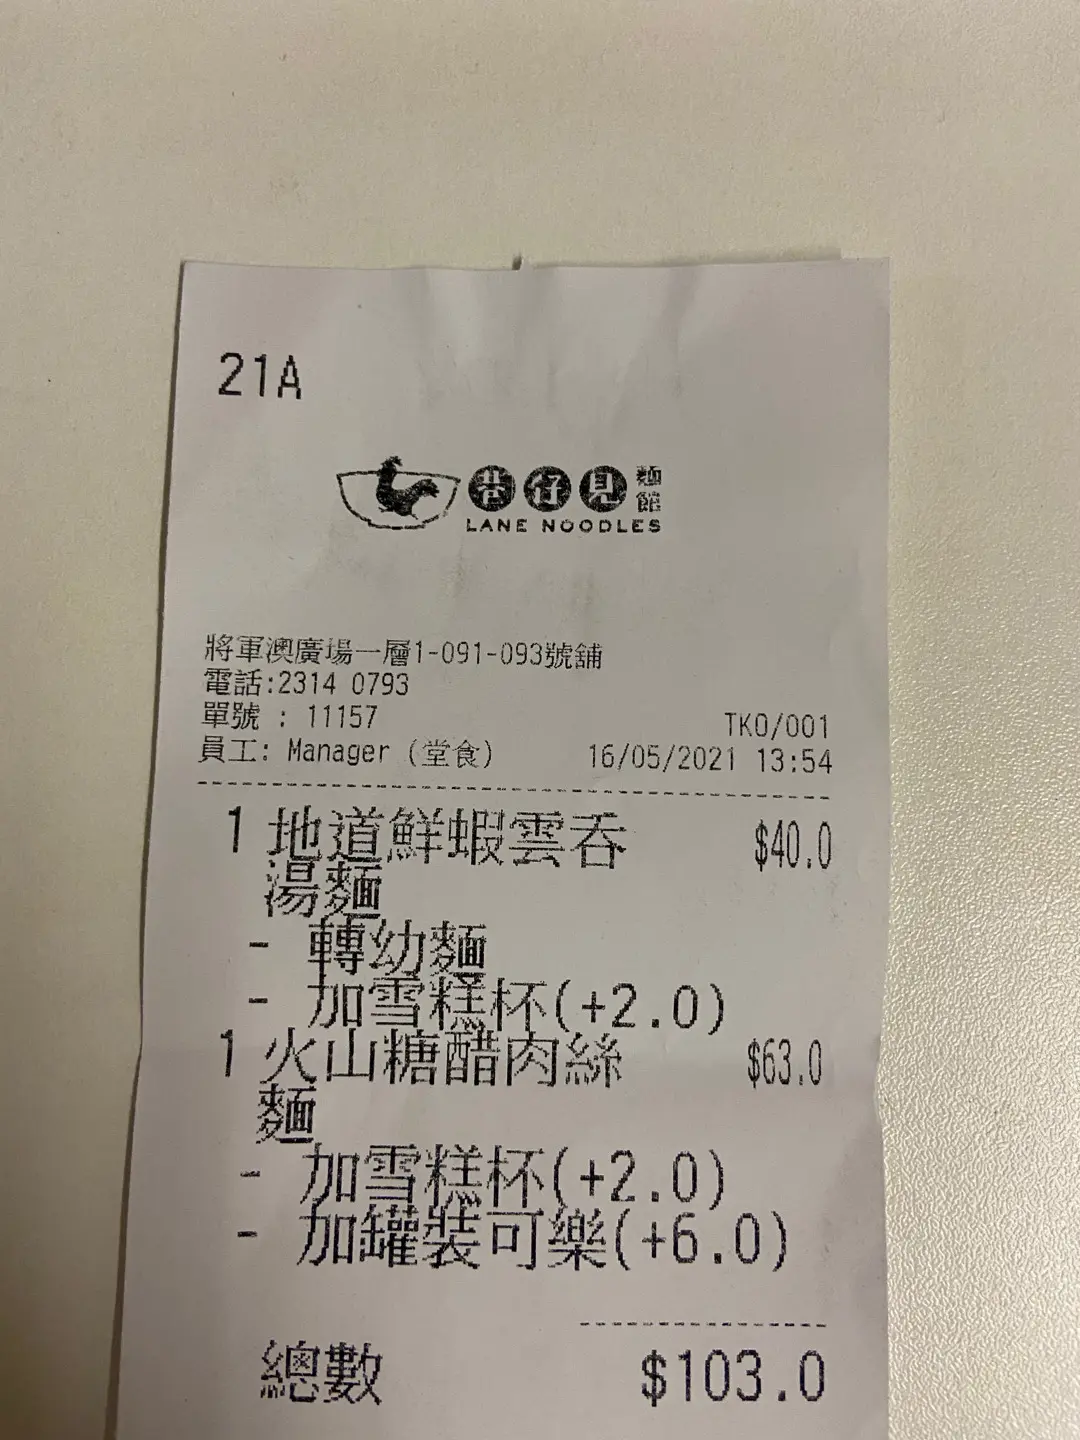 21A
巷仔見 麵館
LANE NOODLES
將軍澳廣場一層1-091-093號舖
電話:2314 0793
單號 : 11157 TKO/001
員工: Manager (堂食) 16/05/2021 13:54
1 地道鮮蝦雲吞 $40.0
湯麵
- 轉幼麵
- 加雪糕杯(+2.0)
1 火山糖醋肉絲 $63.0
麵
- 加雪糕杯(+2.0)
- 加罐裝可樂(+6.0)
總數 $103.0